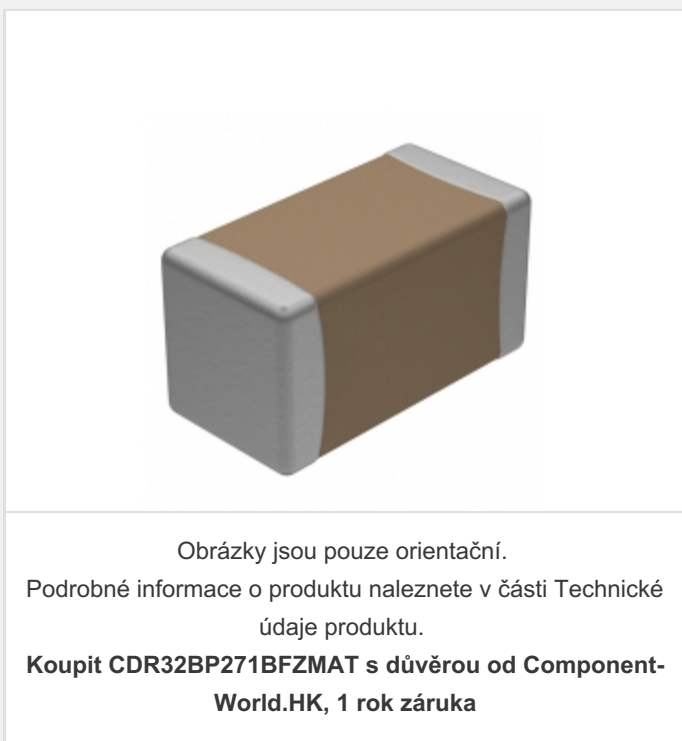 Obrázky jsou pouze orientační.
Podrobné informace o produktu naleznete v části Technické
údaje produktu.
Koupit CDR32BP271BFZMAT s důvěrou od Component-
World.HK, 1 rok záruka